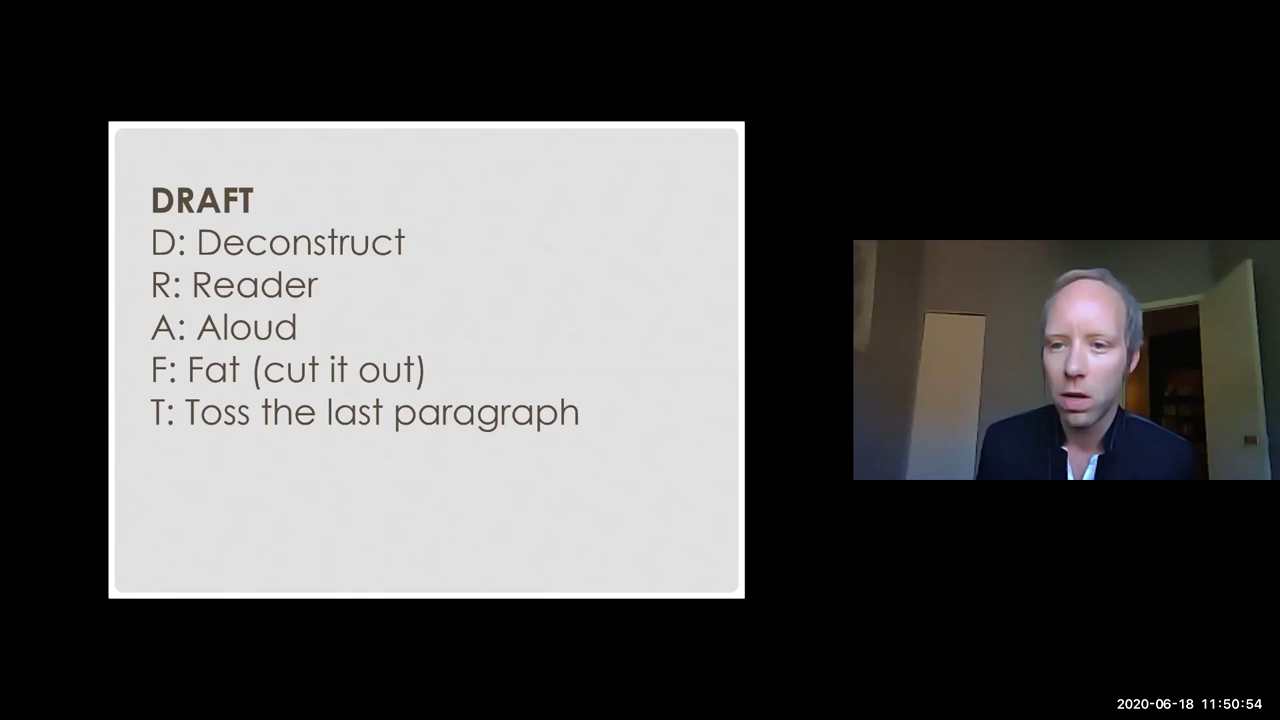 DRAFT
D: Deconstruct
R: Reader
A: Aloud
F: Fat (cut it out)
T: Toss the last paragraph
2020-06-18 11:50:54